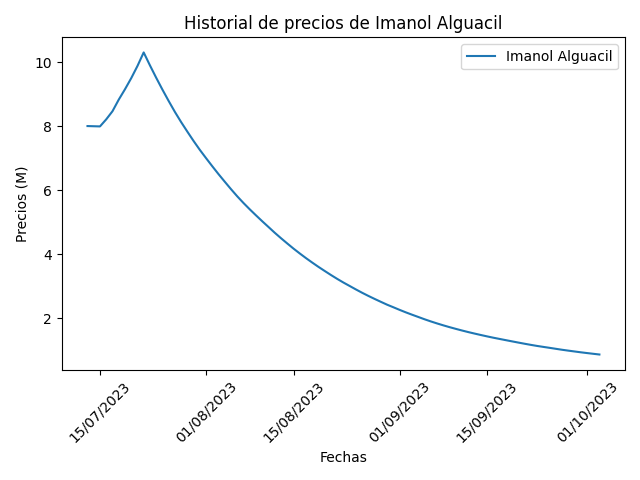 Historial de precios de Imanol Alguacil
Imanol Alguacil
Precios (M)
10
8
6
4
2
15/07/2023
01/08/2023
15/08/2023
01/09/2023
15/09/2023
01/10/2023
Fechas